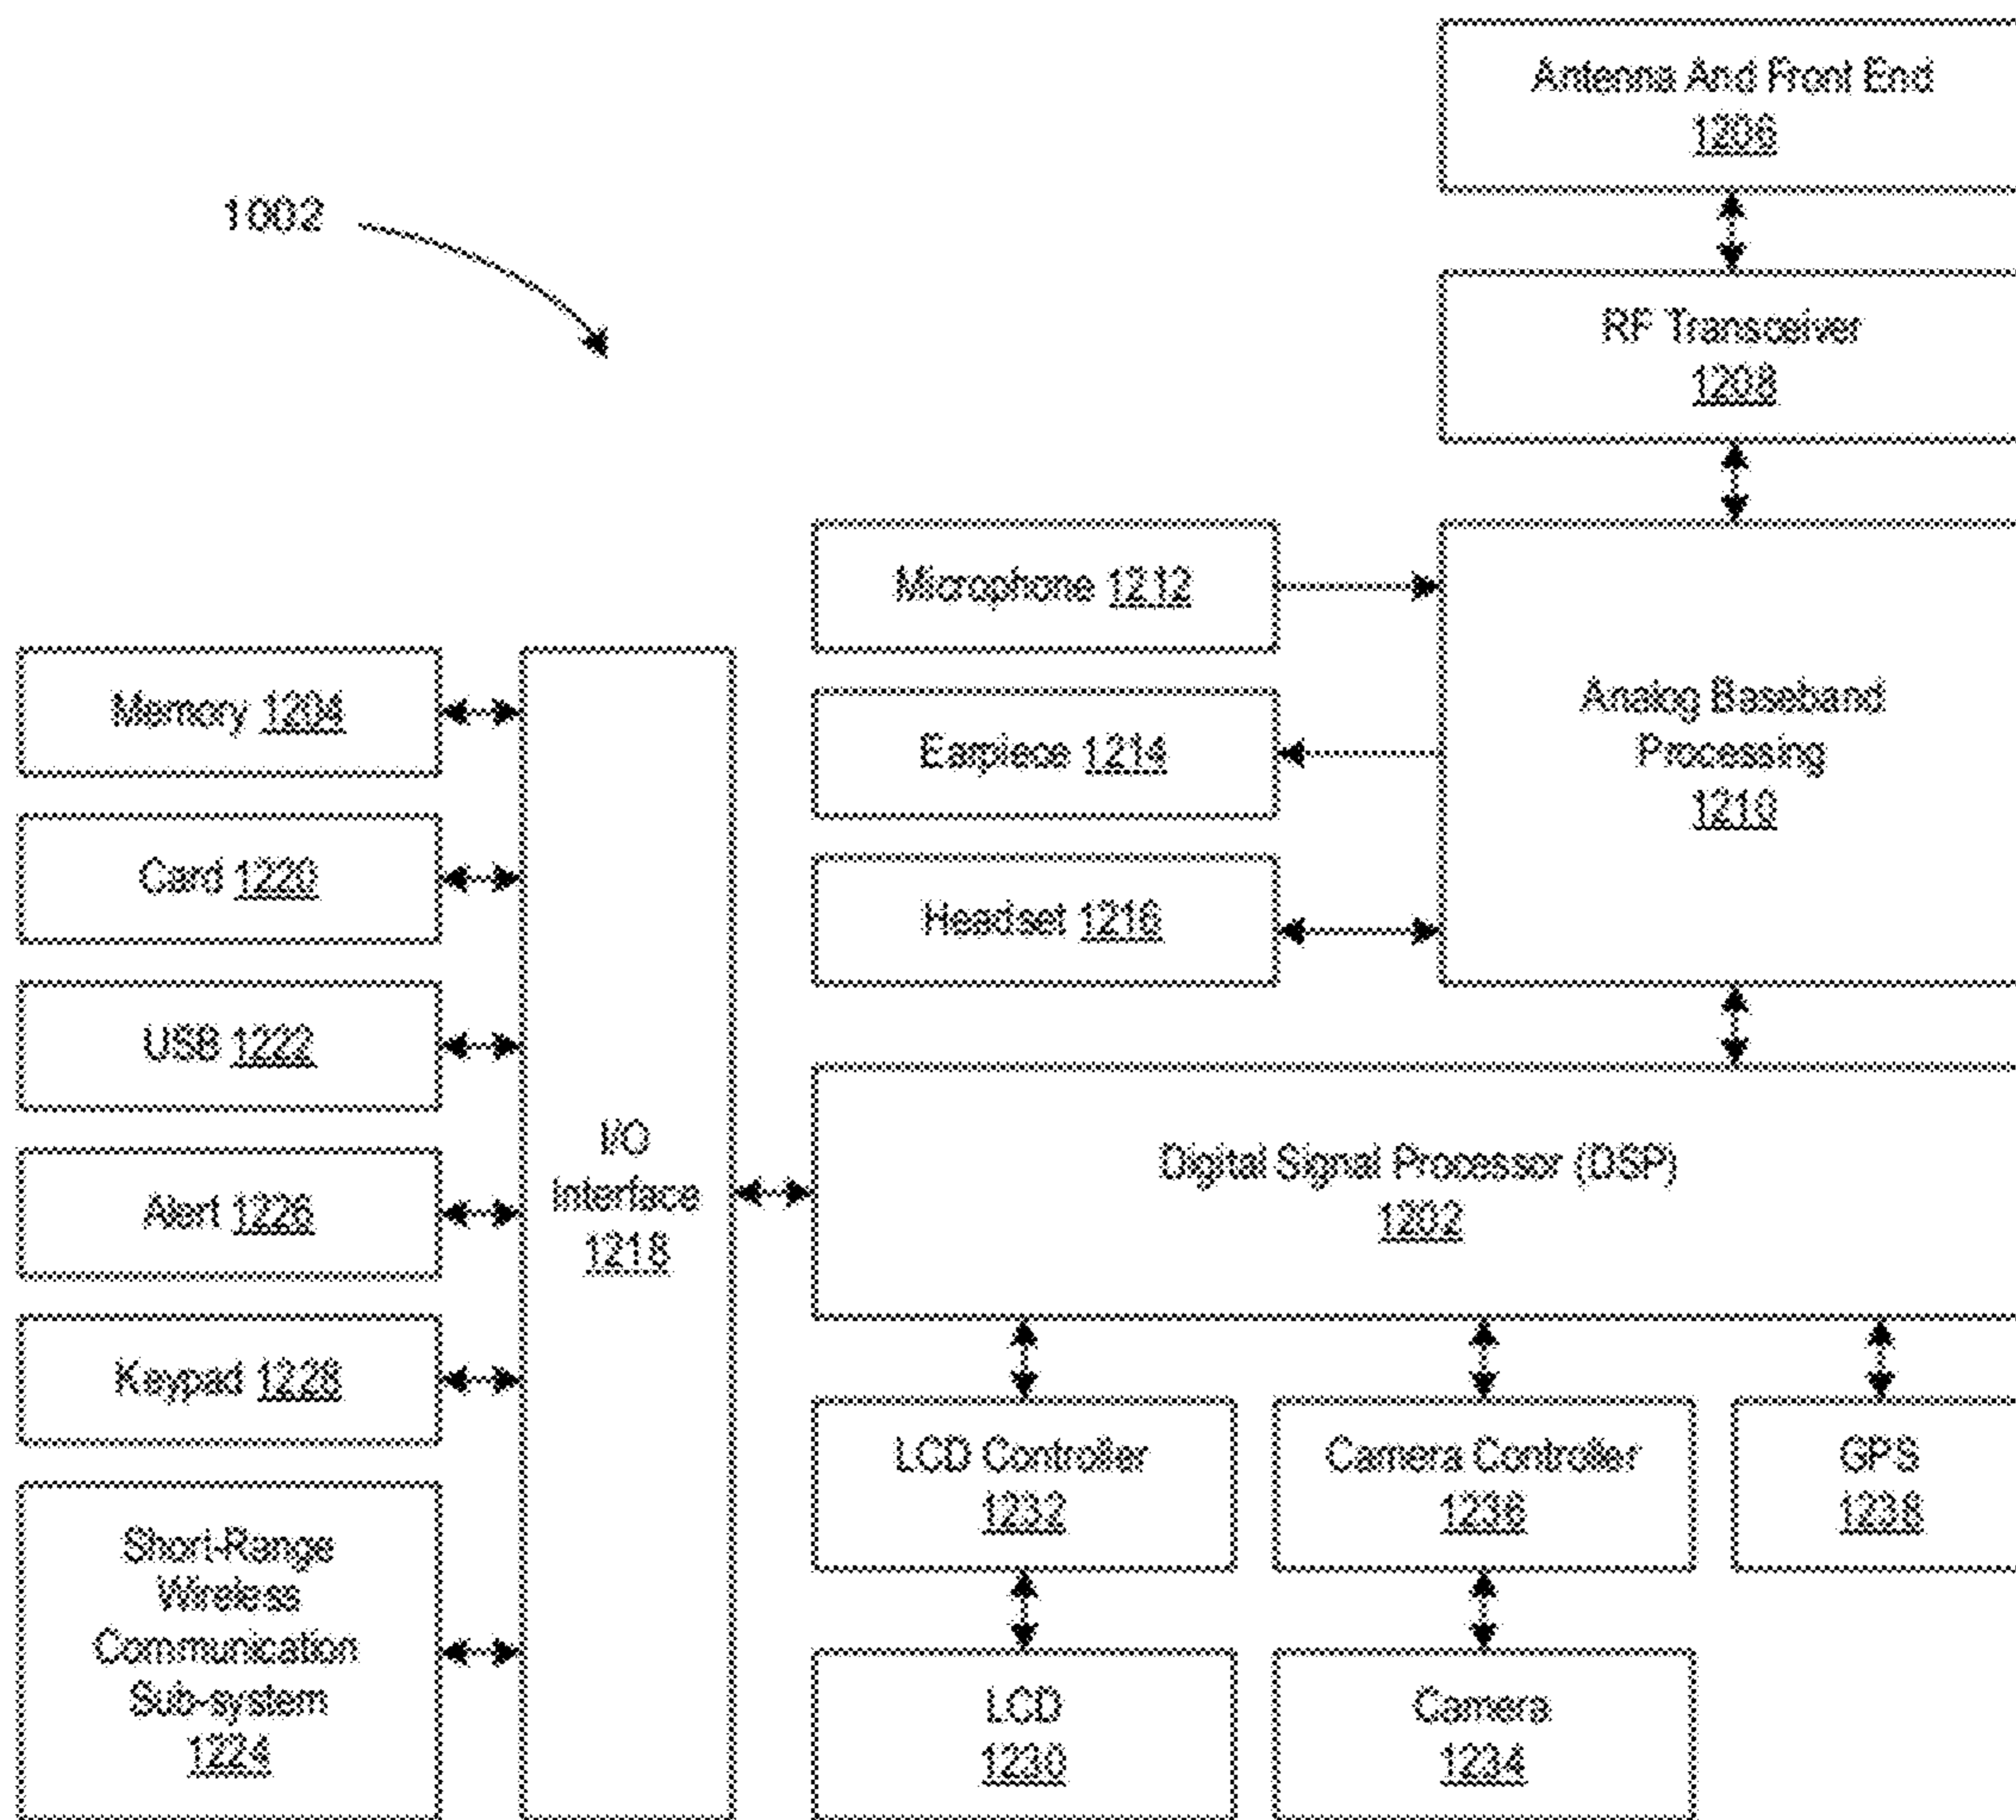 Antenna And Front End
1206
1002
RF Transceiver
1208
Microphone 1212
Earpiece 1214
Headset 1216
Analog Baseband
Processing
1210
Memory 1204
Card 1220
USB 1222
Alert 1226
Keypad 1228
Short-Range
Wireless
Communication
Sub-system
1224
I/O
Interface
1218
Digital Signal Processor (DSP)
1202
LCD Controller
1232
Camera Controller
1236
GPS
1238
LCD
1230
Camera
1234